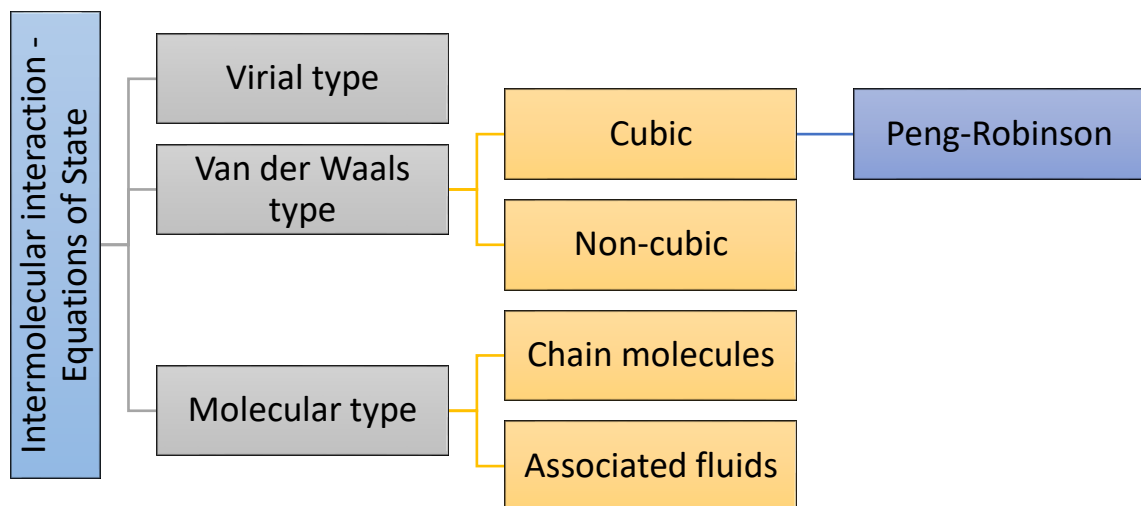 Intermolecular interaction -
Equations of State
Virial type
Van der Waals
type
Cubic
Peng-Robinson
Non-cubic
Molecular type
Chain molecules
Associated fluids